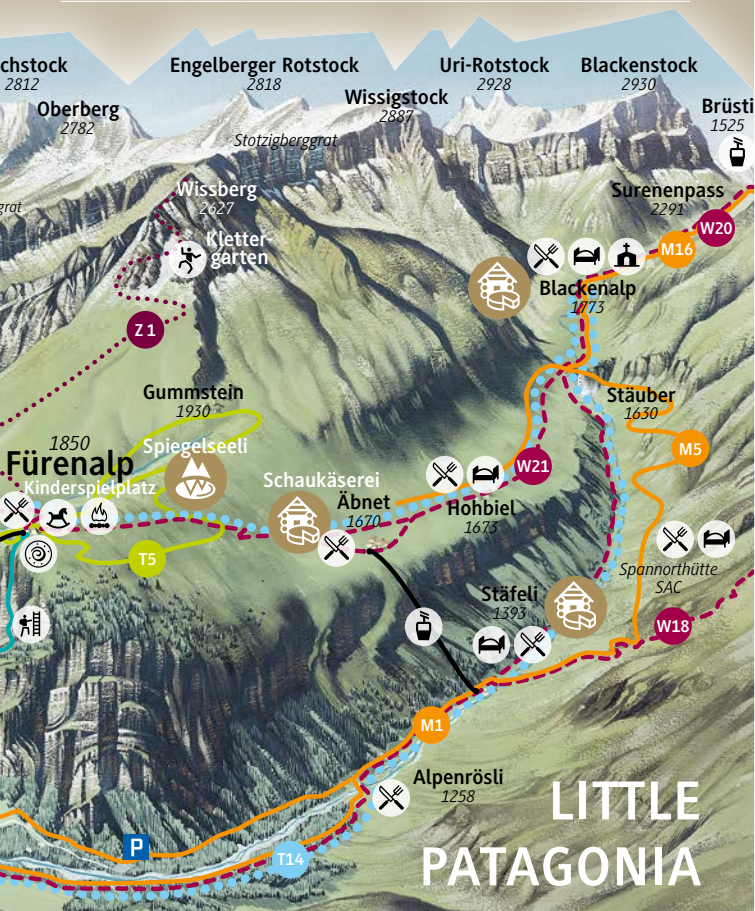 chstock
2812
Engelberger Rotstock
2818
Uri-Rotstock
2928
Blackenstock
2930
Oberberg
2782
Wissigstock
2887
Brüsti
1525
Stotzigberggrat
Wissberg
2627
Surenenpass
2291
grat
W20
Kletter-
garten
M16
Blackenalp
1773
Z 1
Gummstein
1930
Stäuber
1630
1850
Fürenalp
Spiegelseeli
M5
Kinderspielplatz
Schaukäserei
W21
Äbnet
1670
Hohbiel
1673
T5
Spannorthütte
SAC
Stäfeli
1393
W18
M1
Alpenrösli
1258
P
T14
LITTLE
PATAGONIA